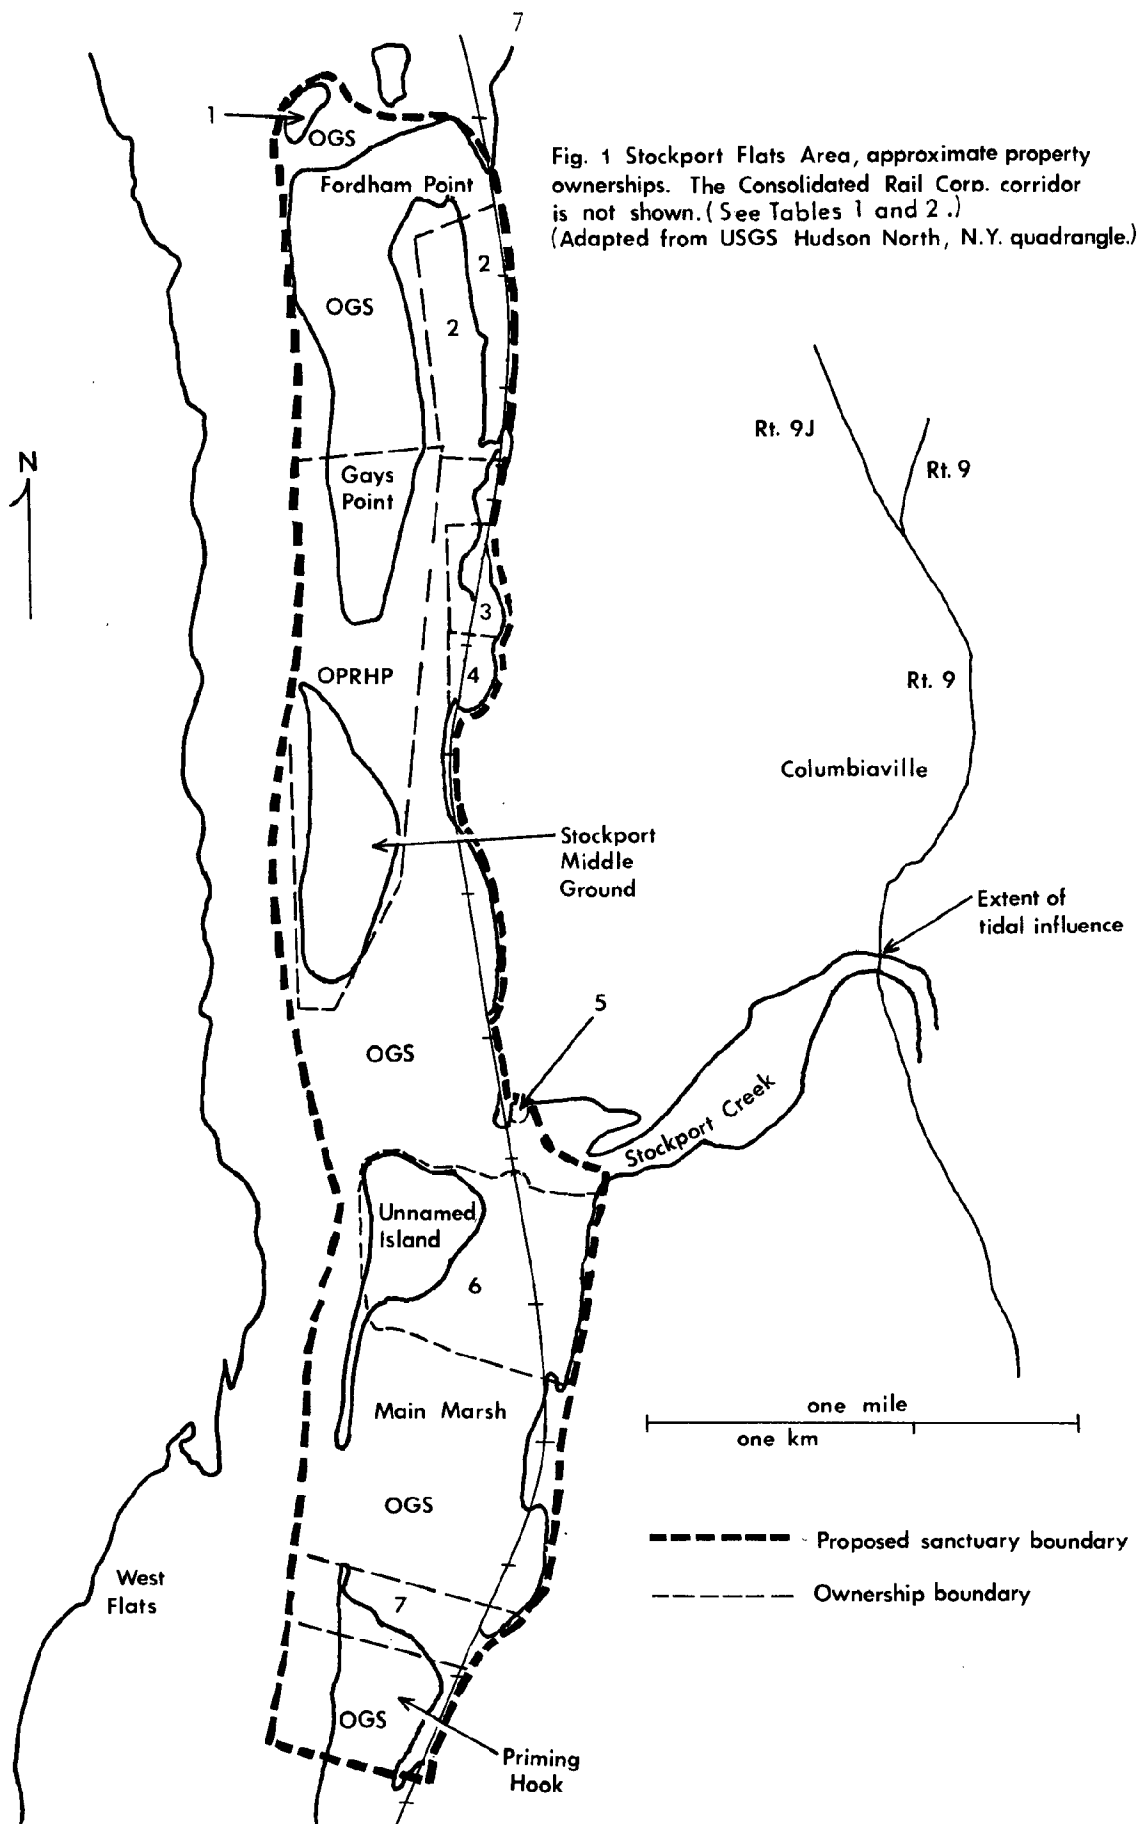 7
1
OGS
Fig. 1 Stockport Flats Area, approximate property
ownerships. The Consolidated Rail Corp. corridor
is not shown. (See Tables 1 and 2.)
(Adapted from USGS Hudson North, N.Y. quadrangle.)
Fordham Point
2
OGS
2
Rt. 9J
N
Rt. 9
Gays
Point
3
OPRHP
4
Rt. 9
Columbiaville
Stockport
Middle
Ground
Extent of
tidal influence
5
OGS
Stockport Creek
Unnamed
Island
6
one mile
one km
Main Marsh
OGS
Proposed sanctuary boundary
West
Flats
Ownership boundary
7
OGS
Priming
Hook